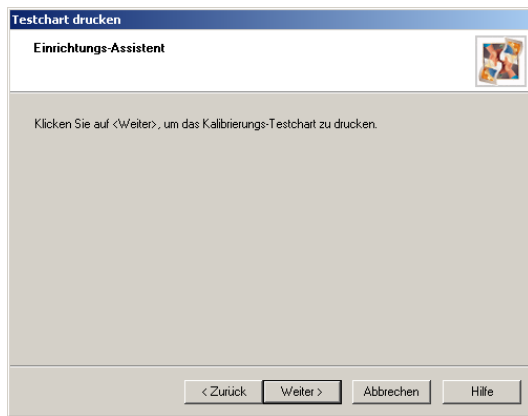 Testchart drucken
Einrichtungs-Assistent
Klicken Sie auf <Weiter>, um das Kalibrierungs-Testchart zu drucken.
< Zurück Weiter > Abbrechen Hilfe